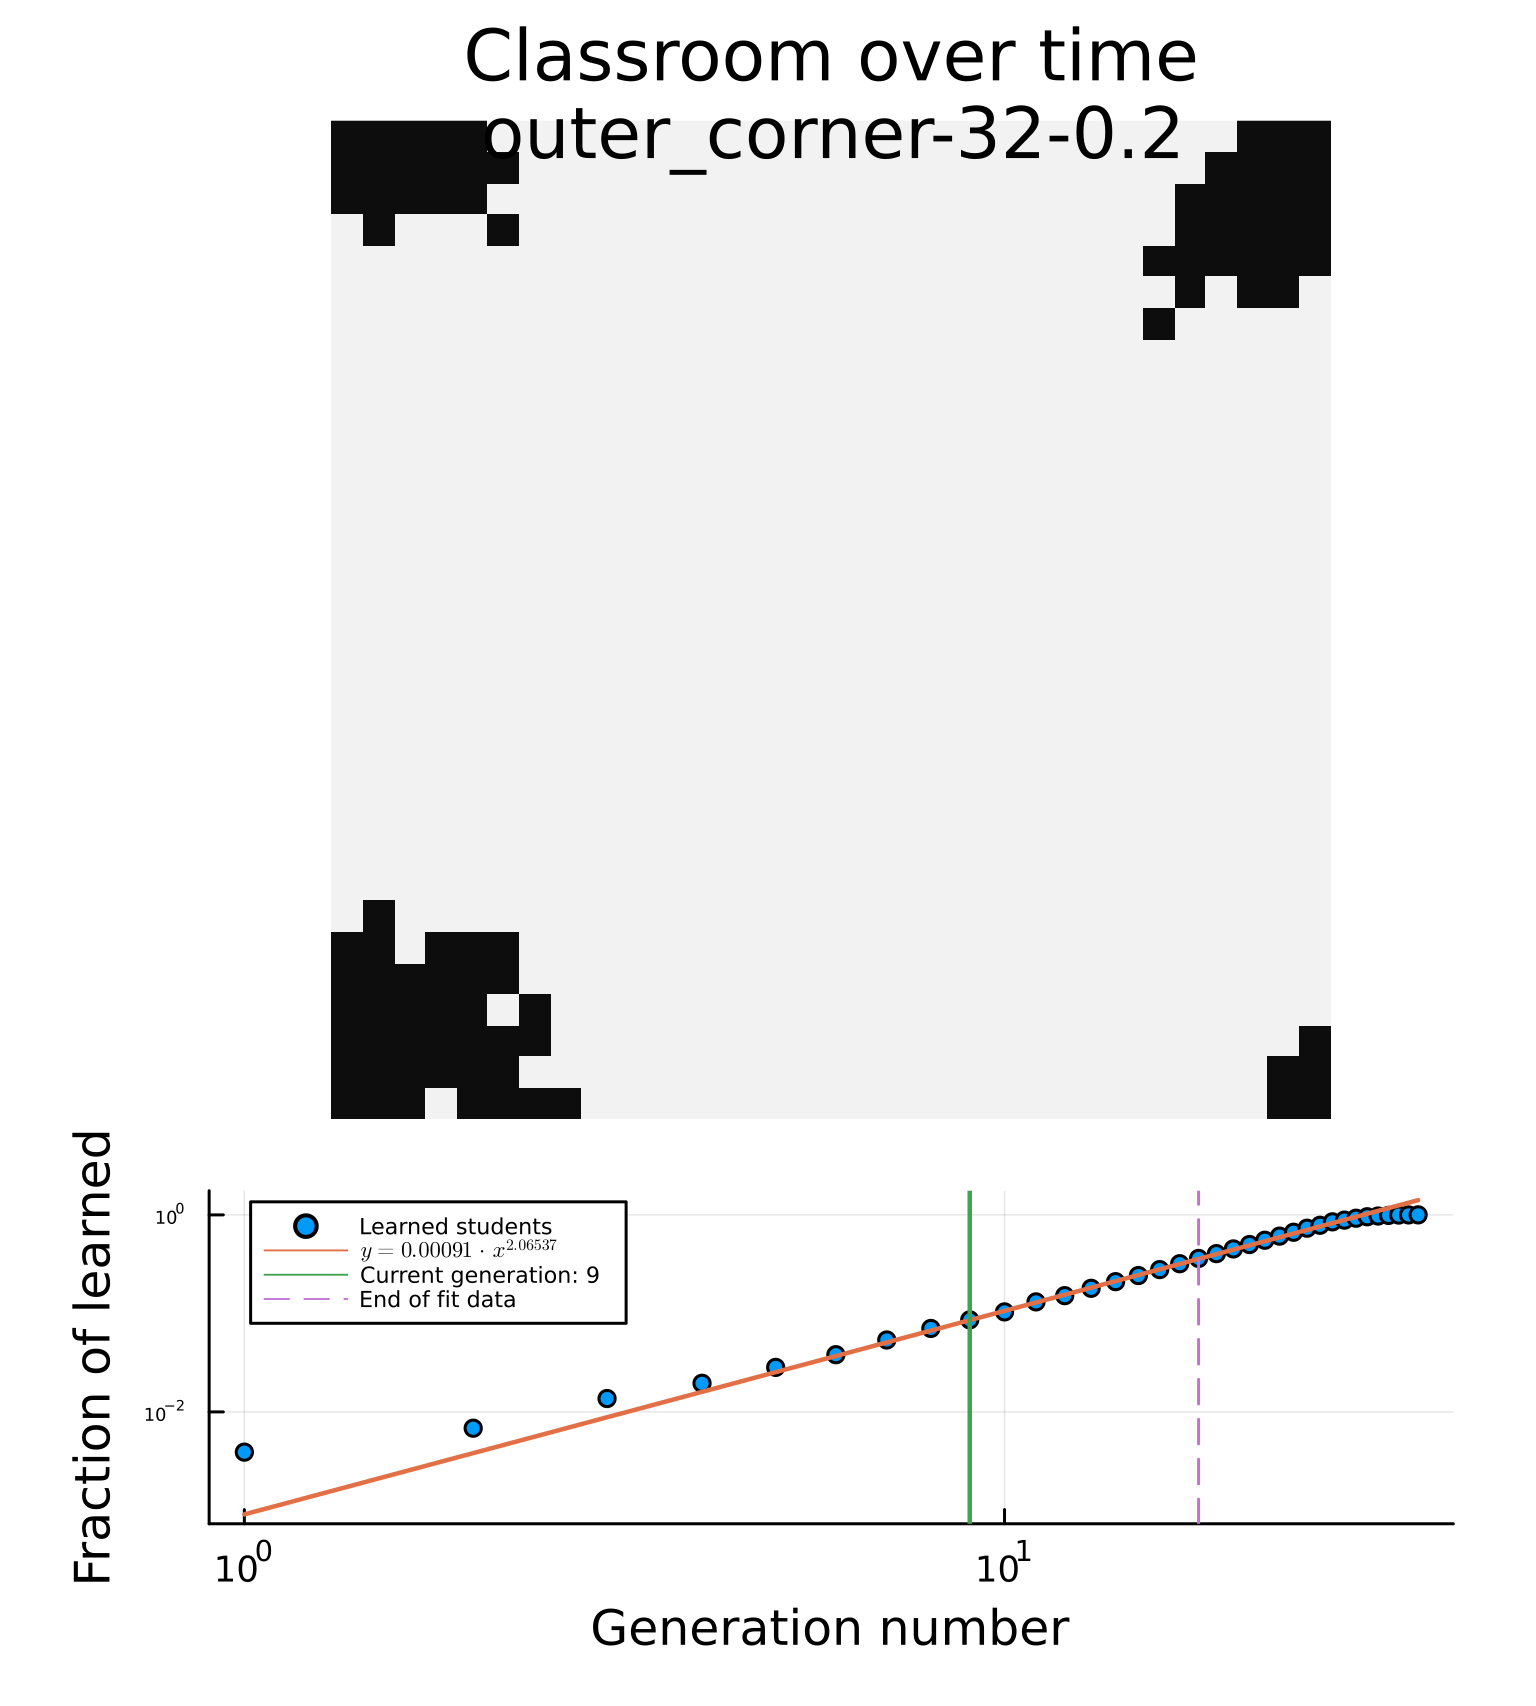 Classroom over time
outer_corner-32-0.2
Fraction of learned
10^0
10^-2
Learned students
y = 0.00091 · x^2.06537
Current generation: 9
End of fit data
10^0
10^1
Generation number